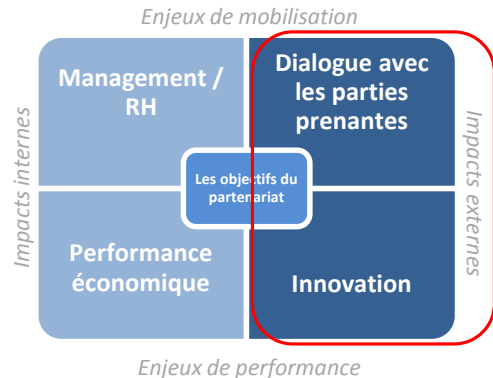 Enjeux de mobilisation
Management /
RH
Dialogue avec
les parties
prenantes
Impacts internes
Les objectifs du
partenariat
Impacts externes
Performance
économique
Innovation
Enjeux de performance